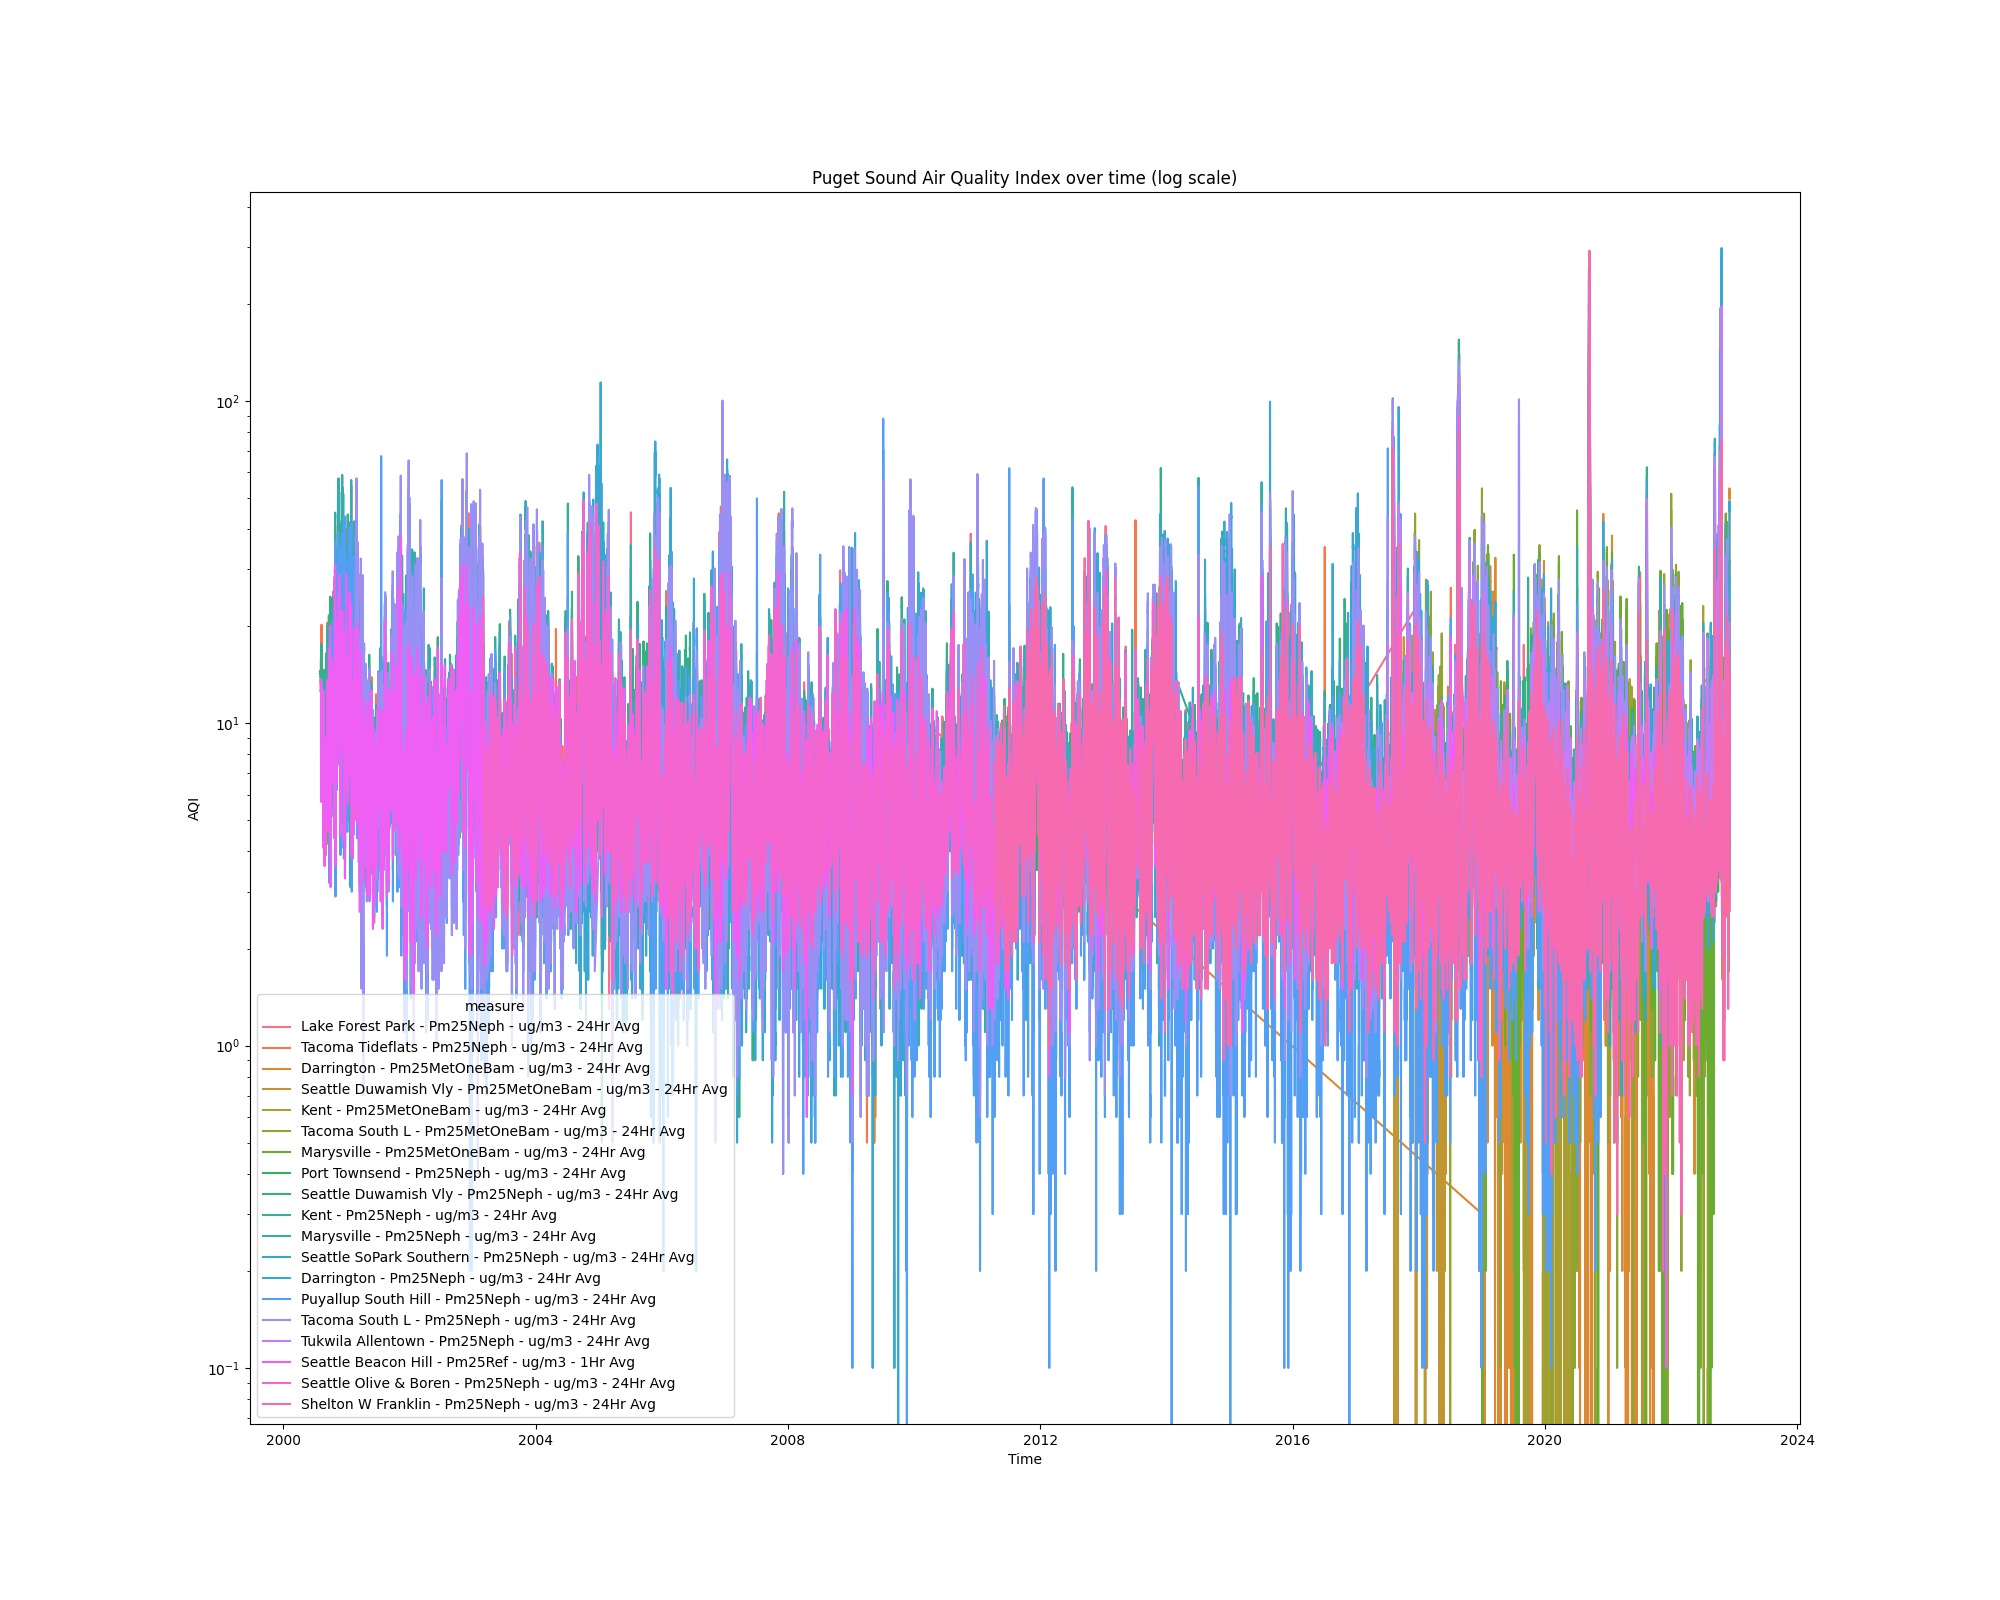 Puget Sound Air Quality Index over time (log scale)
10²
10¹
10⁰
10⁻¹
AQI
measure
Lake Forest Park - Pm25Neph - ug/m3 - 24Hr Avg
Tacoma Tideflats - Pm25Neph - ug/m3 - 24Hr Avg
Darrington - Pm25MetOneBam - ug/m3 - 24Hr Avg
Seattle Duwamish Vly - Pm25MetOneBam - ug/m3 - 24Hr Avg
Kent - Pm25MetOneBam - ug/m3 - 24Hr Avg
Tacoma South L - Pm25MetOneBam - ug/m3 - 24Hr Avg
Marysville - Pm25MetOneBam - ug/m3 - 24Hr Avg
Port Townsend - Pm25Neph - ug/m3 - 24Hr Avg
Seattle Duwamish Vly - Pm25Neph - ug/m3 - 24Hr Avg
Kent - Pm25Neph - ug/m3 - 24Hr Avg
Marysville - Pm25Neph - ug/m3 - 24Hr Avg
Seattle SoPark Southern - Pm25Neph - ug/m3 - 24Hr Avg
Darrington - Pm25Neph - ug/m3 - 24Hr Avg
Puyallup South Hill - Pm25Neph - ug/m3 - 24Hr Avg
Tacoma South L - Pm25Neph - ug/m3 - 24Hr Avg
Tukwila Allentown - Pm25Neph - ug/m3 - 24Hr Avg
Seattle Beacon Hill - Pm25Ref - ug/m3 - 1Hr Avg
Seattle Olive & Boren - Pm25Neph - ug/m3 - 24Hr Avg
Shelton W Franklin - Pm25Neph - ug/m3 - 24Hr Avg
2000 2004 2008 2012 2016 2020 2024
Time